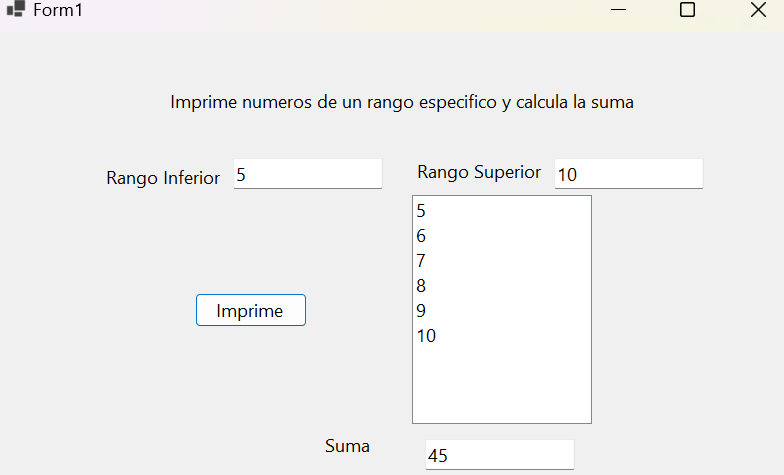 Form1
Imprime numeros de un rango especifico y calcula la suma
Rango Inferior 5 Rango Superior 10
5
6
7
8
9
10
Imprime
Suma 45